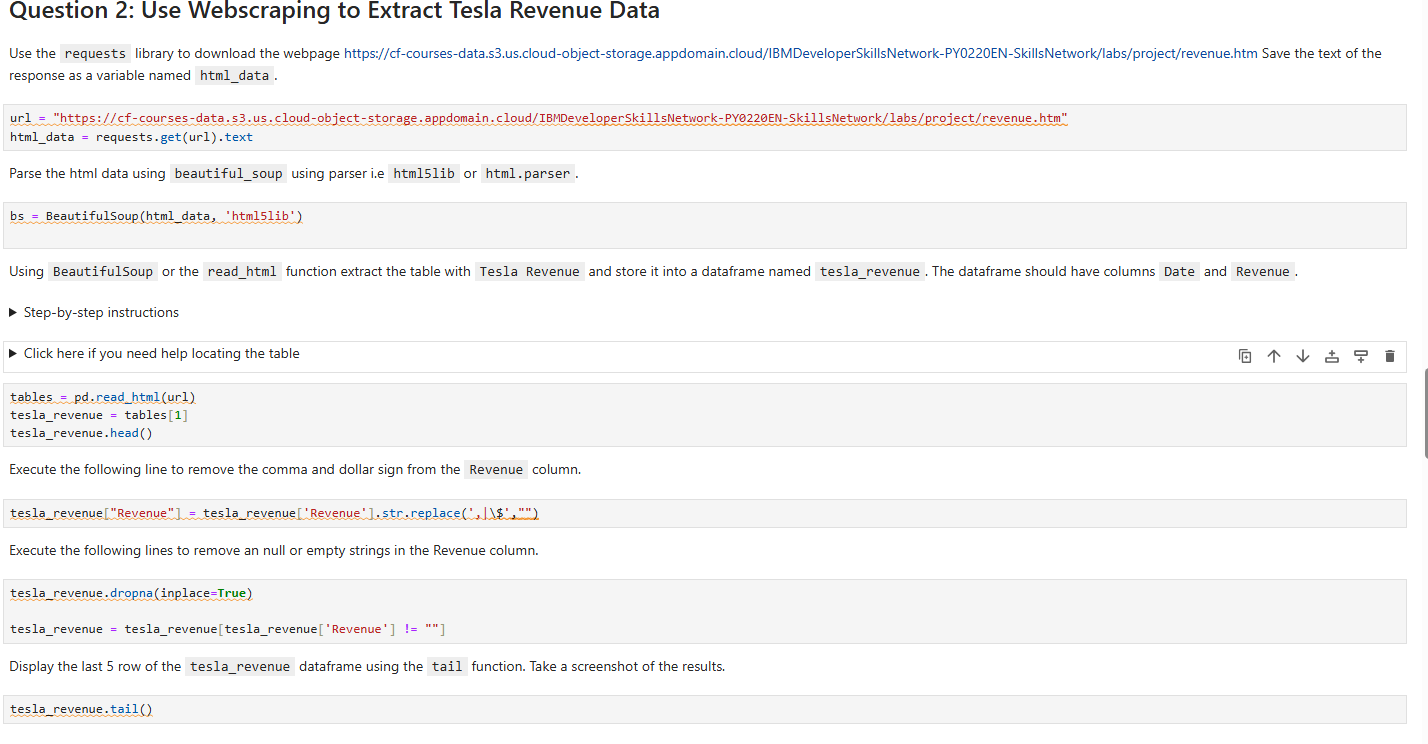 Question 2: Use Webscraping to Extract Tesla Revenue Data
Use the requests library to download the webpage https://cf-courses-data.s3.us.cloud-object-storage.appdomain.cloud/IBMDeveloperSkillsNetwork-PY0220EN-SkillsNetwork/labs/project/revenue.htm Save the text of the
response as a variable named html_data.
url = "https://cf-courses-data.s3.us.cloud-object-storage.appdomain.cloud/IBMDeveloperSkillsNetwork-PY0220EN-SkillsNetwork/labs/project/revenue.htm"
html_data = requests.get(url).text
Parse the html data using beautiful_soup using parser i.e html5lib or html.parser.
bs = BeautifulSoup(html_data, 'html5lib')
Using BeautifulSoup or the read_html function extract the table with Tesla Revenue and store it into a dataframe named tesla_revenue. The dataframe should have columns Date and Revenue.
Step-by-step instructions
Click here if you need help locating the table
tables = pd.read_html(url)
tesla_revenue = tables[1]
tesla_revenue.head()
Execute the following line to remove the comma and dollar sign from the Revenue column.
tesla_revenue["Revenue"] = tesla_revenue['Revenue'].str.replace(',|\$',"")
Execute the following lines to remove an null or empty strings in the Revenue column.
tesla_revenue.dropna(inplace=True)
tesla_revenue = tesla_revenue[tesla_revenue['Revenue'] != ""]
Display the last 5 row of the tesla_revenue dataframe using the tail function. Take a screenshot of the results.
tesla_revenue.tail()